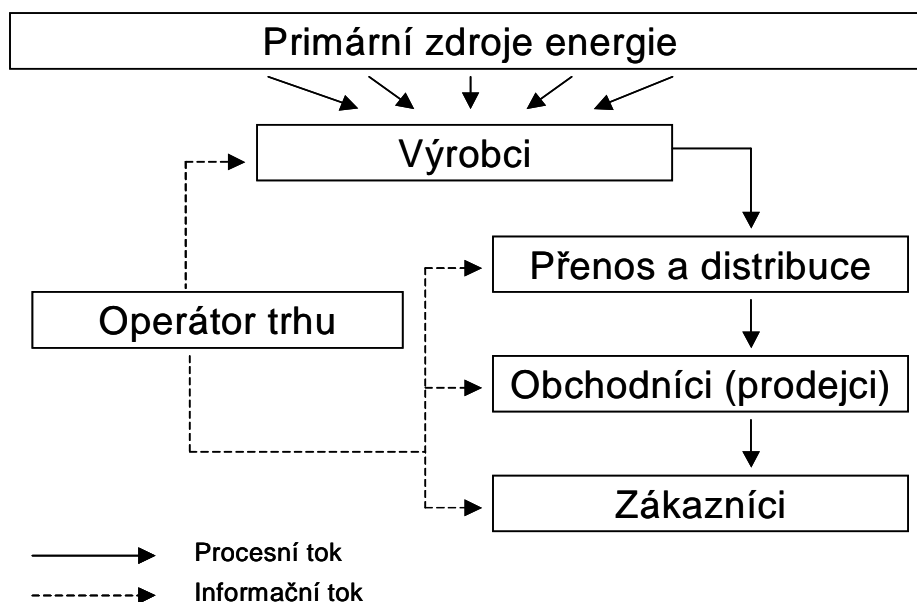 Primární zdroje energie
Výrobci
Přenos a distribuce
Operátor trhu
Obchodníci (prodejci)
Zákazníci
Procesní tok
Informační tok